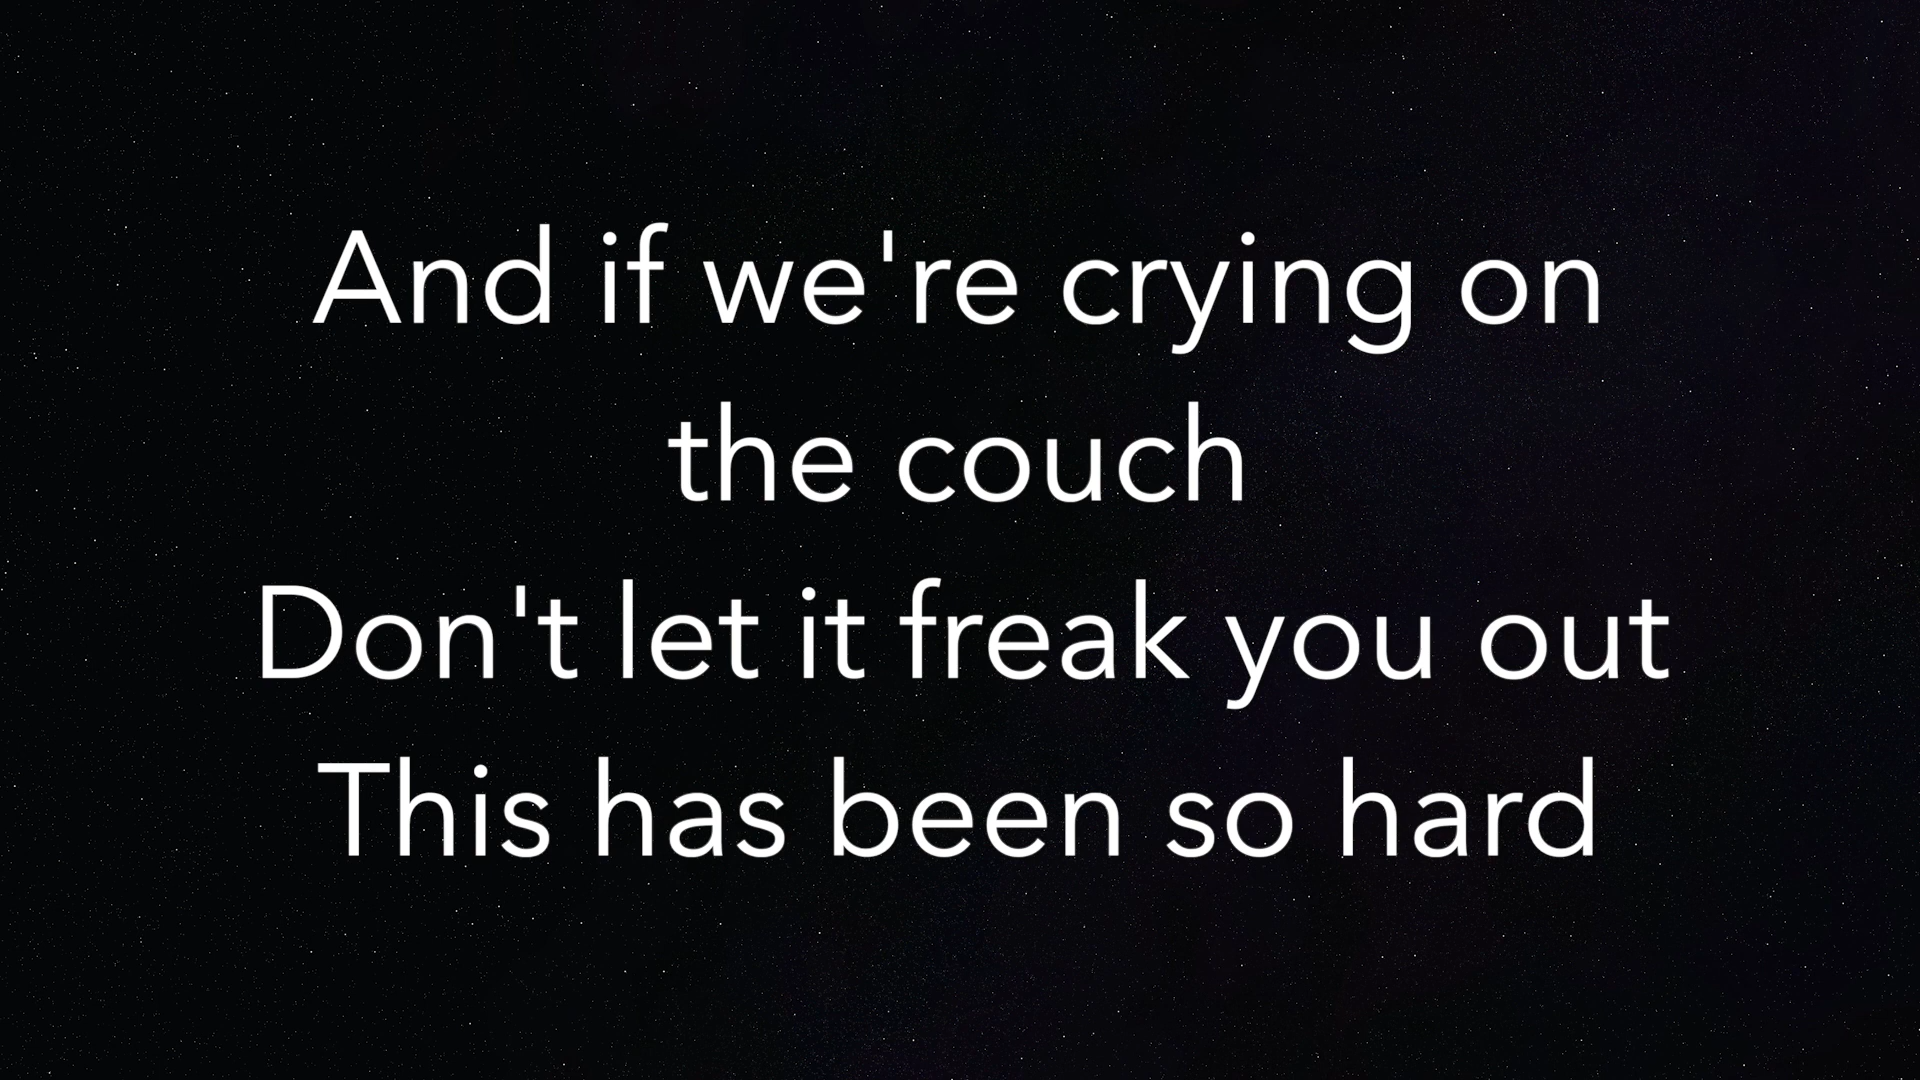 And if we're crying on
the couch
Don't let it freak you out
This has been so hard